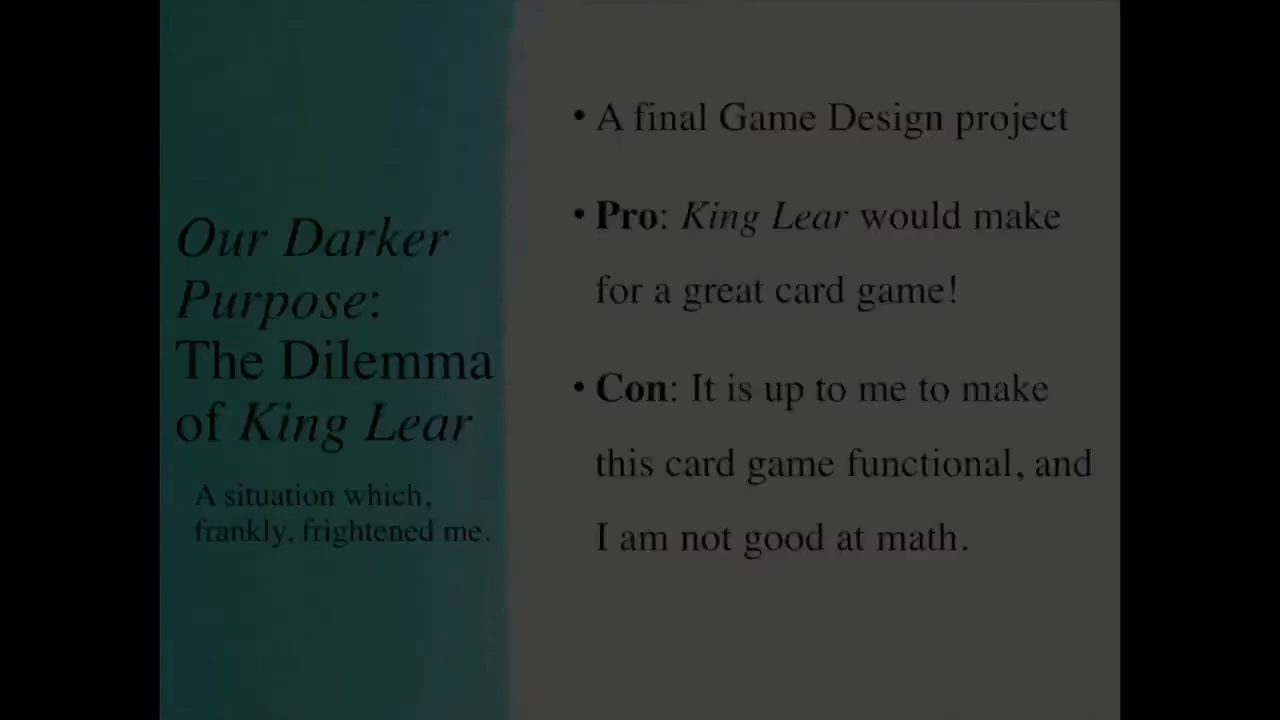 Our Darker
Purpose:
The Dilemma
of King Lear
A situation which,
frankly, frightened me.
• A final Game Design project
• Pro: King Lear would make
for a great card game!
• Con: It is up to me to make
this card game functional, and
I am not good at math.